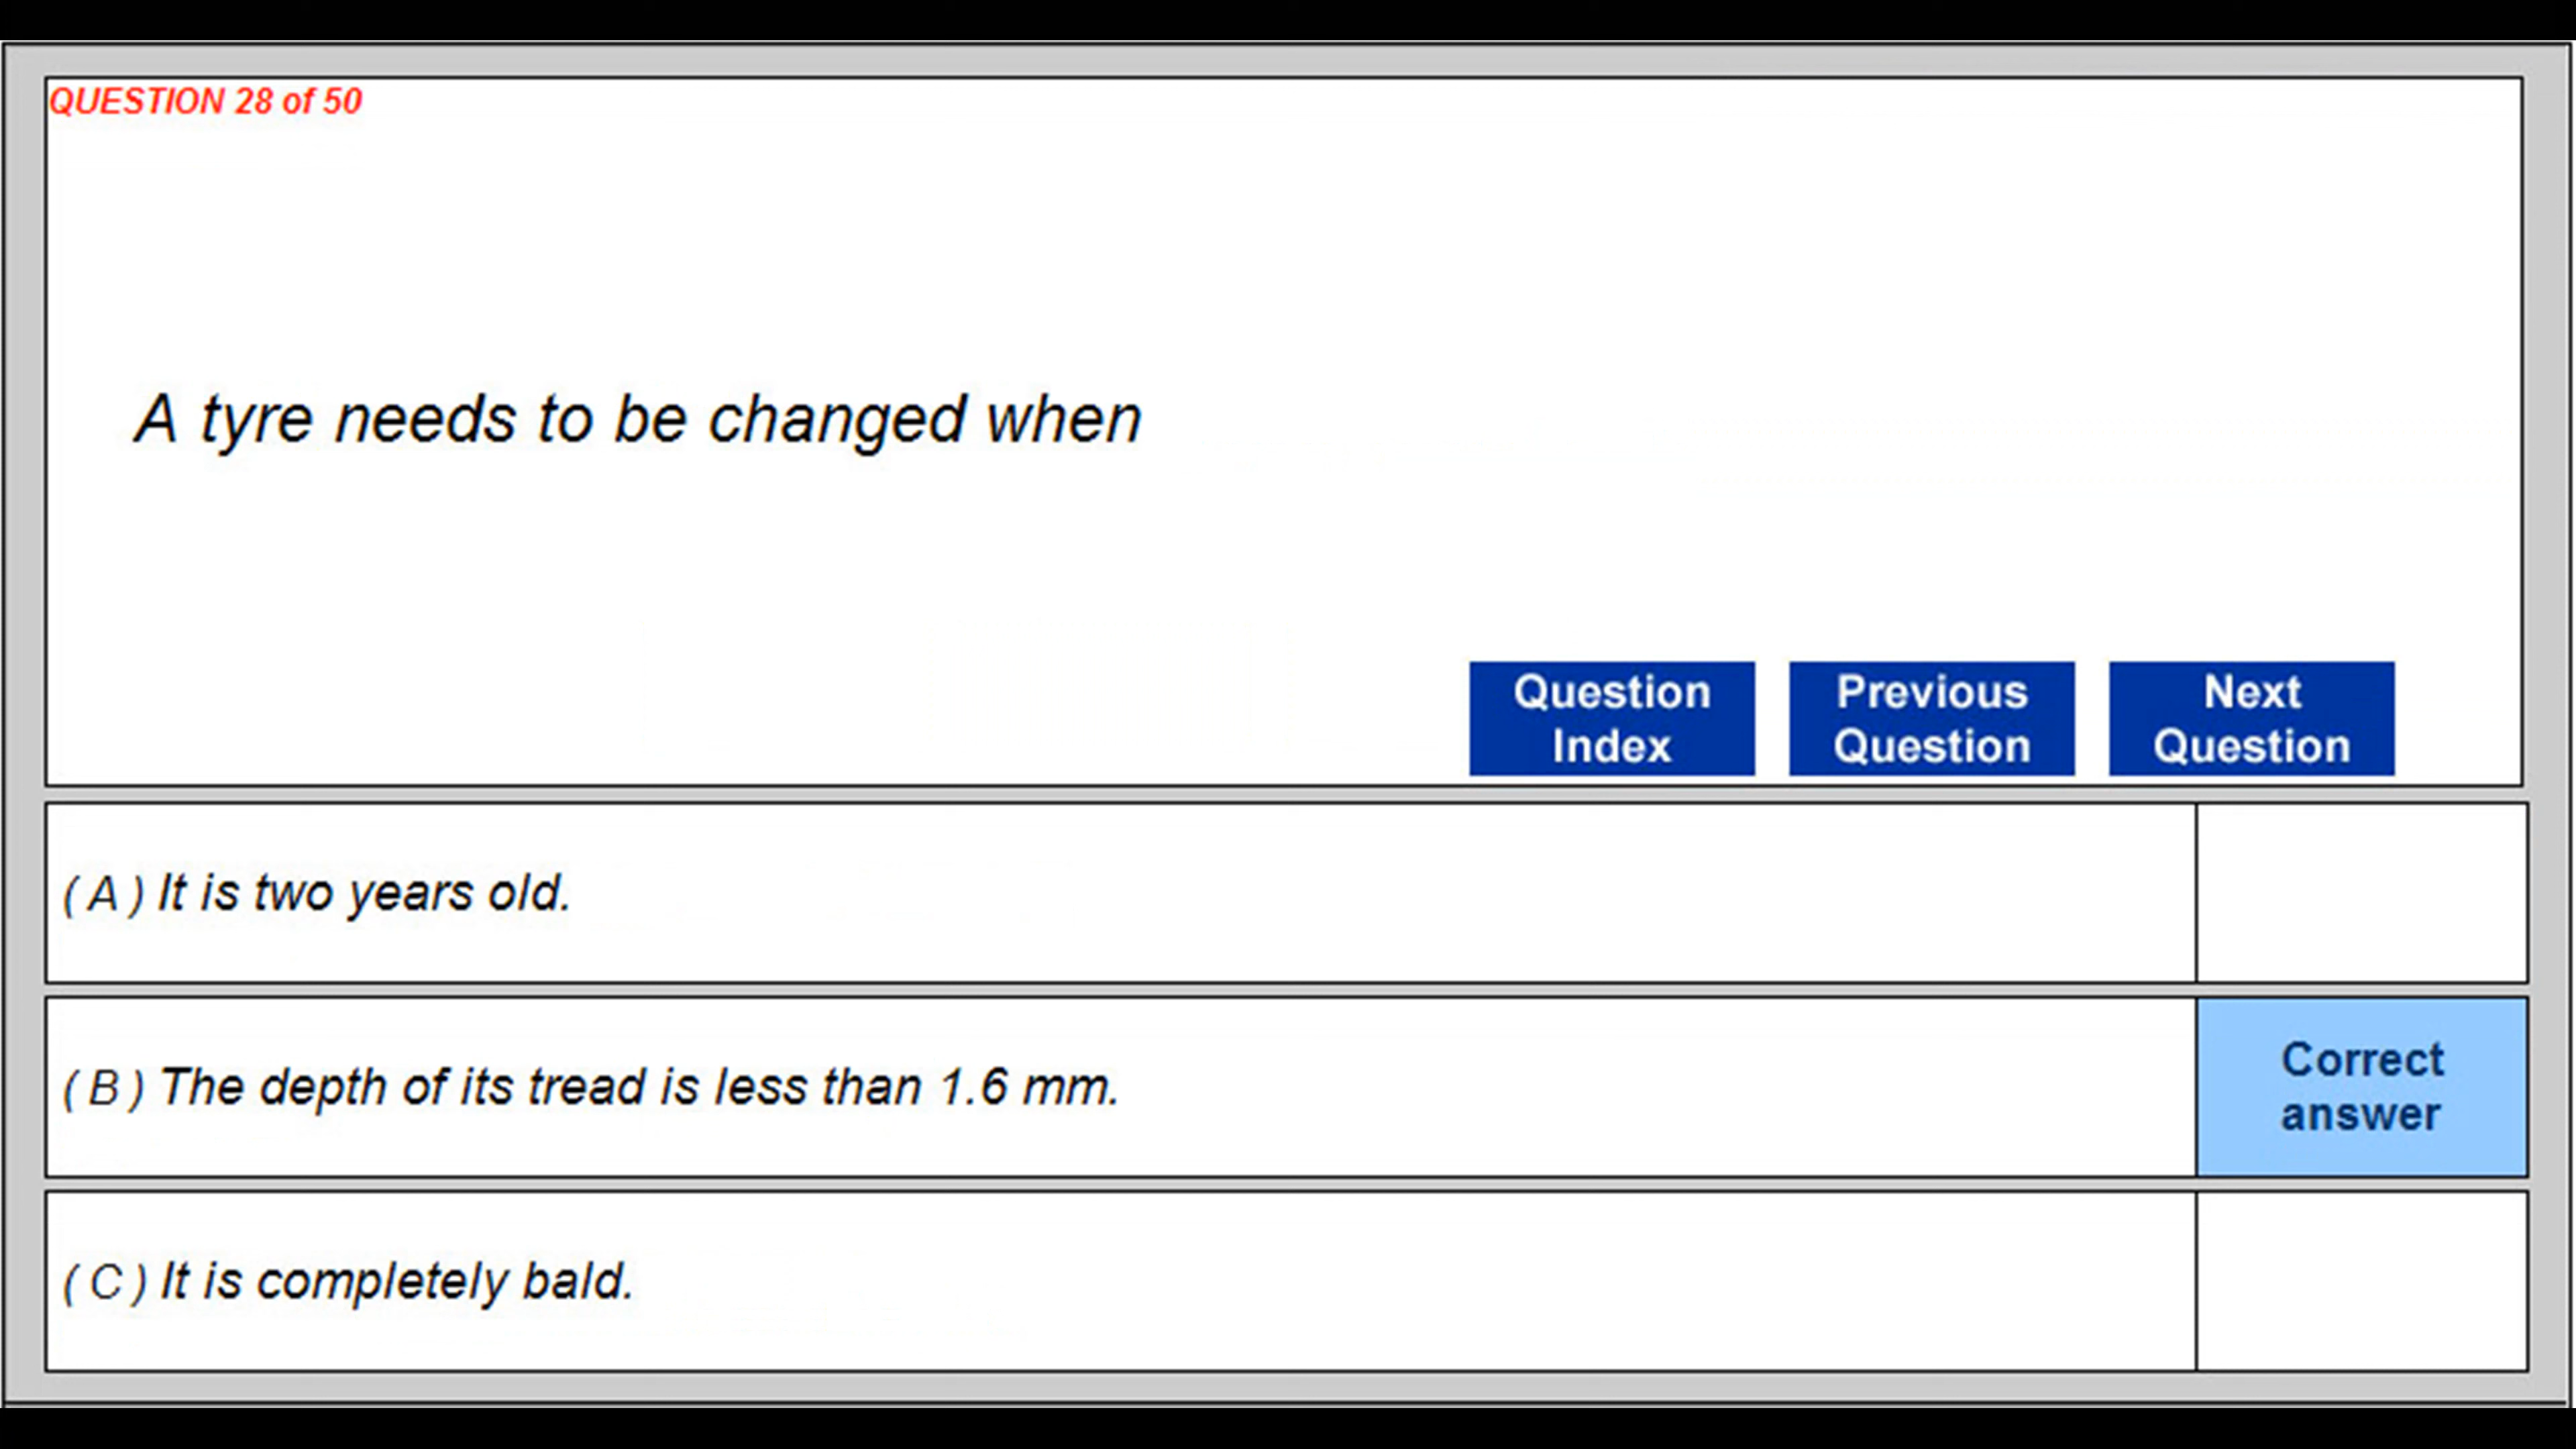 QUESTION 28 of 50
A tyre needs to be changed when
Question
Index
Previous
Question
Next
Question
( A ) It is two years old.
( B ) The depth of its tread is less than 1.6 mm.
Correct
answer
( C ) It is completely bald.